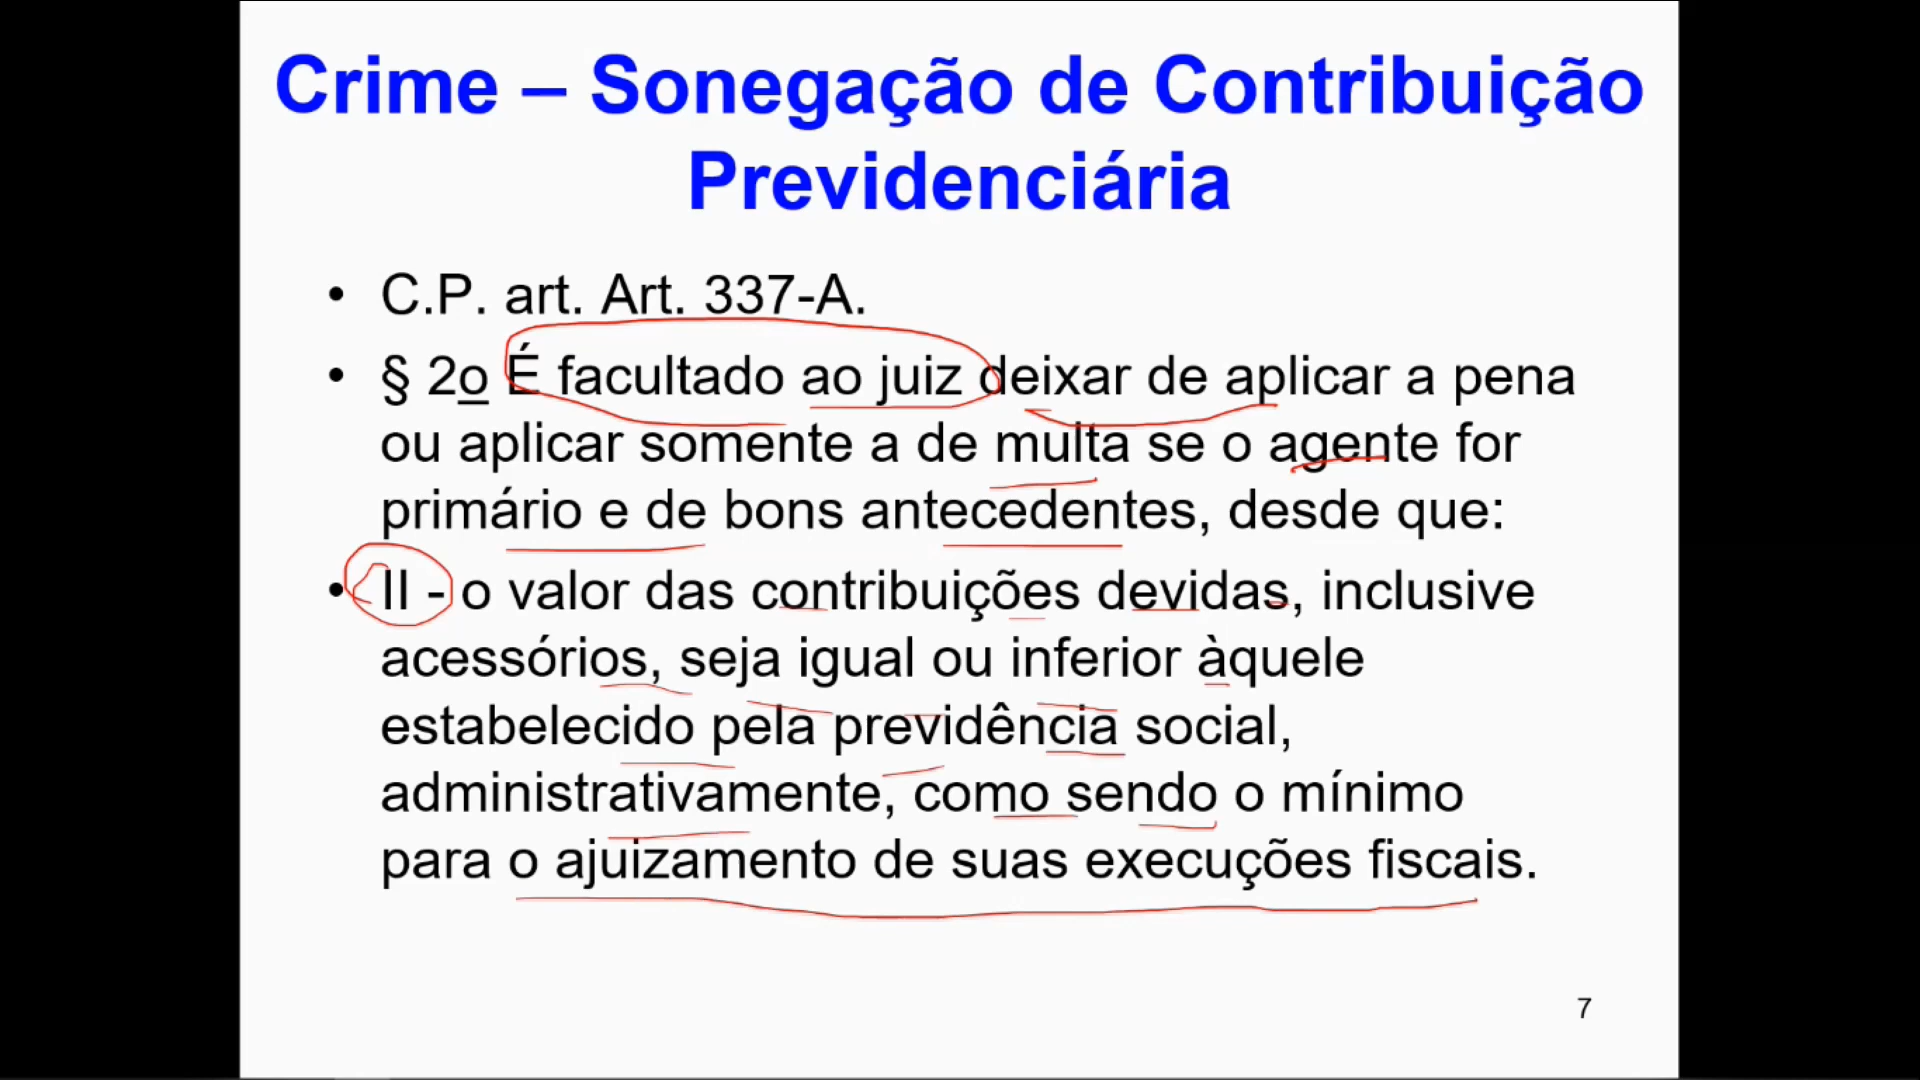 Crime – Sonegação de Contribuição
Previdenciária
• C.P. art. Art. 337-A.
• § 2o É facultado ao juiz deixar de aplicar a pena
ou aplicar somente a de multa se o agente for
primário e de bons antecedentes, desde que:
• II - o valor das contribuições devidas, inclusive
acessórios, seja igual ou inferior àquele
estabelecido pela previdência social,
administrativamente, como sendo o mínimo
para o ajuizamento de suas execuções fiscais.
7